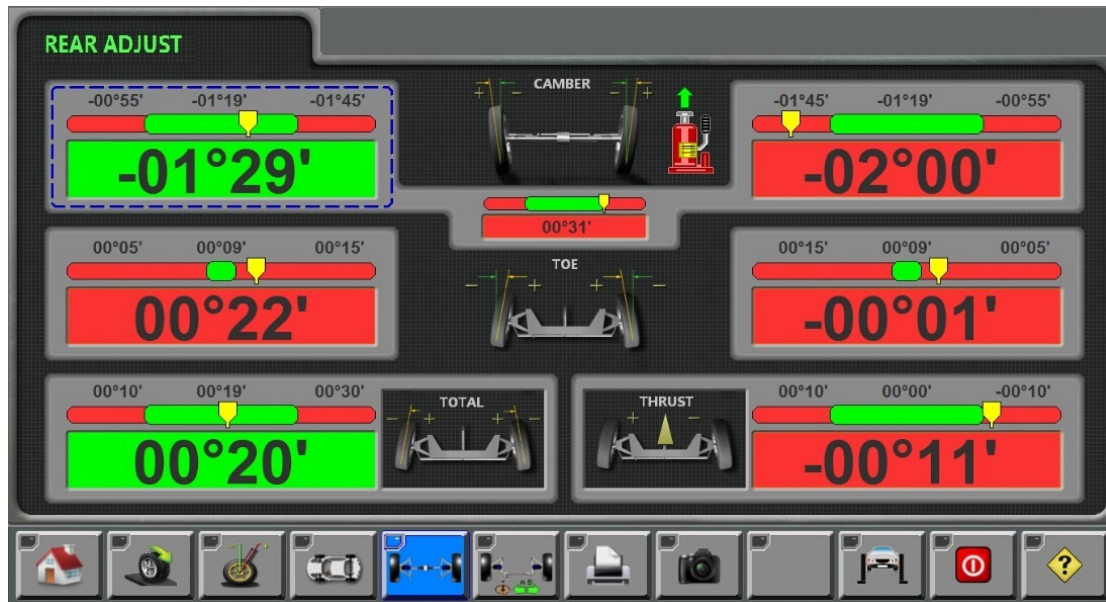 REAR ADJUST
-00°55' -01°19' -01°45'
-01°29'
CAMBER
-01°45' -01°19' -00°55'
-02°00'
00°31'
00°05' 00°09' 00°15'
00°22'
TOE
00°15' 00°09' 00°05'
-00°01'
00°10' 00°19' 00°30'
00°20'
TOTAL
THRUST
00°10' 00°00' -00°10'
-00°11'
?